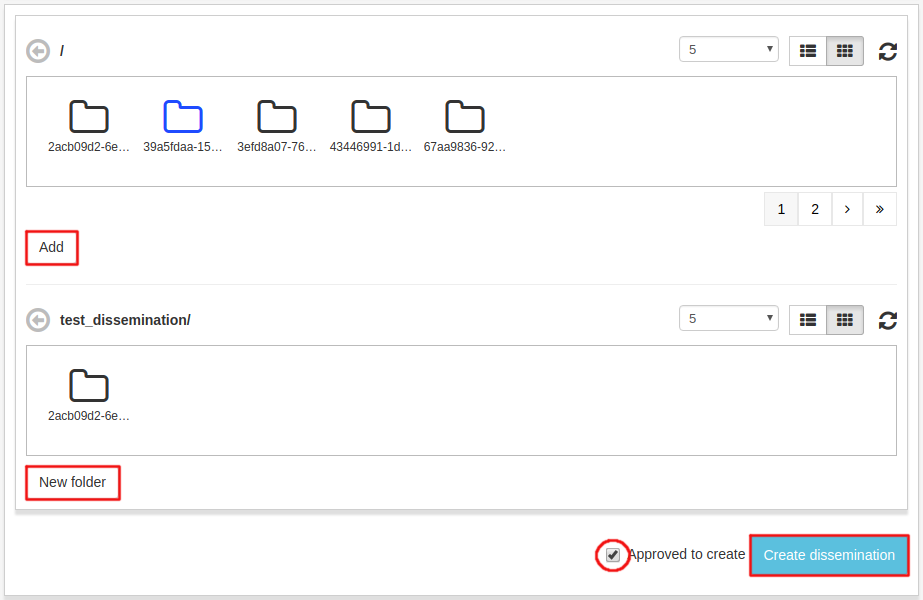 /
5
2acb09d2-6e...
39a5fdaa-15...
3efd8a07-76...
43446991-1d...
67aa9836-92...
1 2 › »
Add
test_dissemination/
5
2acb09d2-6e...
New folder
Approved to create
Create dissemination